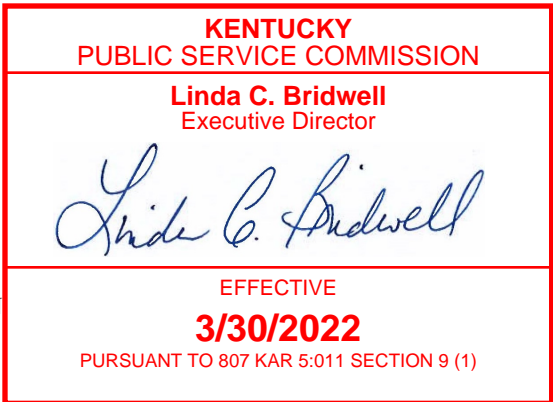 KENTUCKY
PUBLIC SERVICE COMMISSION
Linda C. Bridwell
Executive Director
Linda C. Bridwell
EFFECTIVE
3/30/2022
PURSUANT TO 807 KAR 5:011 SECTION 9 (1)